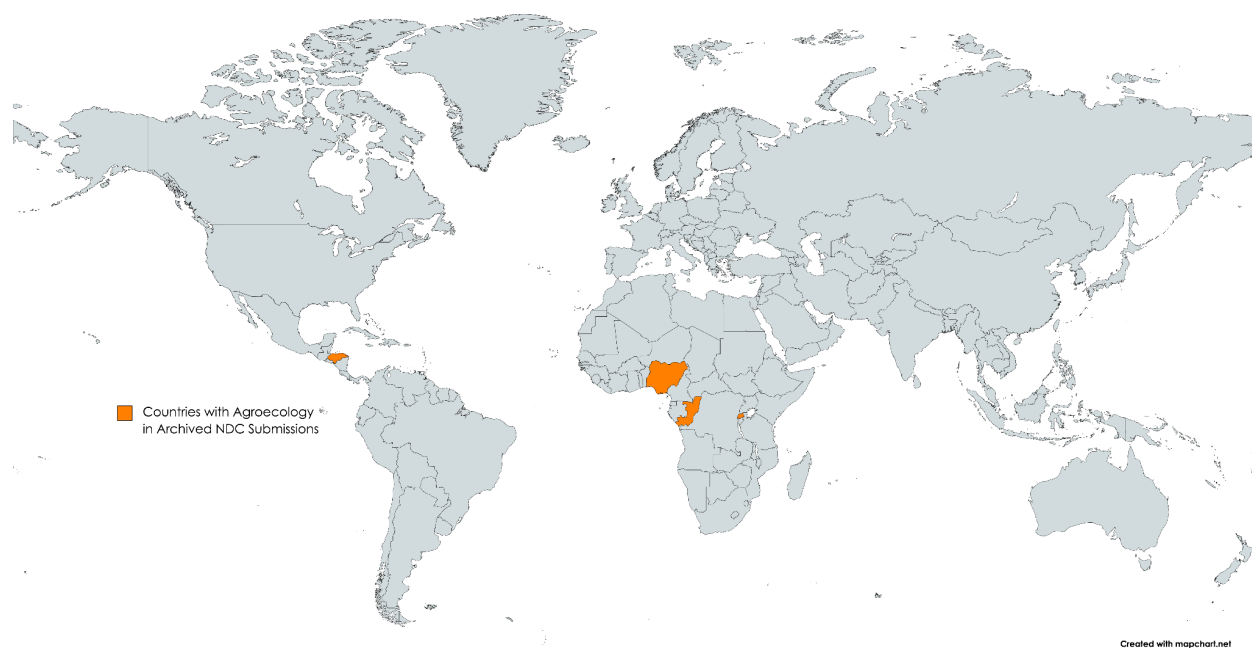 Countries with Agroecology
in Archived NDC Submissions
Created with mapchart.net